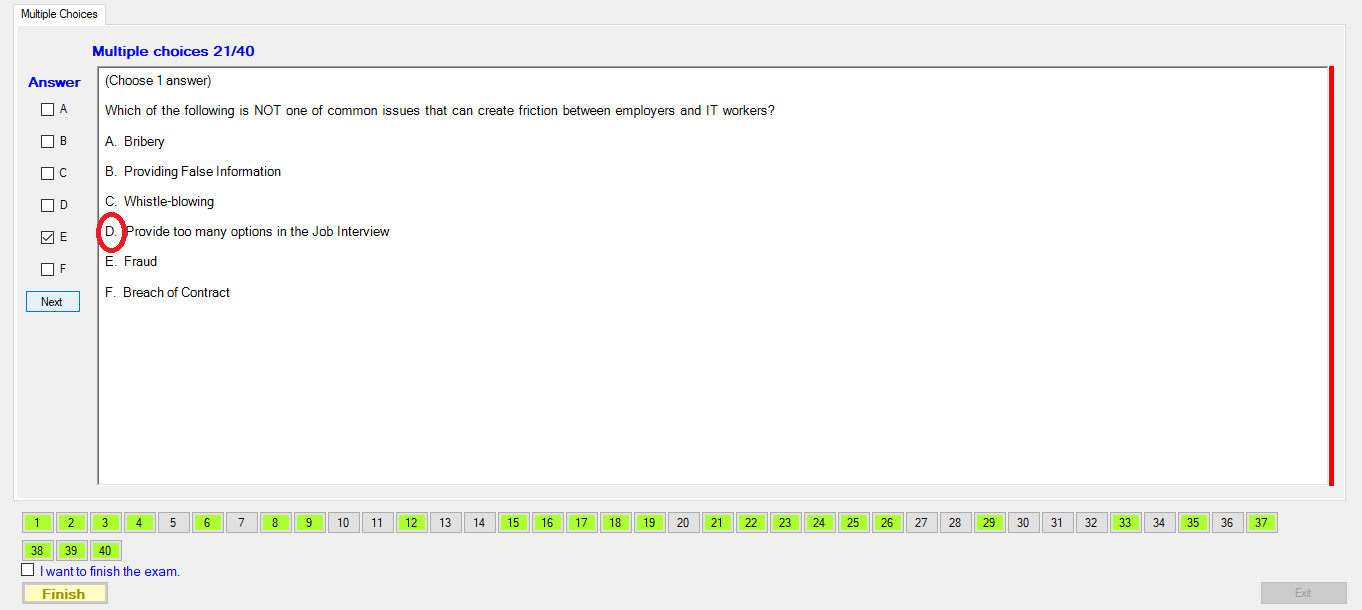 Multiple Choices
Multiple choices 21/40
Answer
A
B
C
D
E
F
Next
(Choose 1 answer)
Which of the following is NOT one of common issues that can create friction between employers and IT workers?
A. Bribery
B. Providing False Information
C. Whistle-blowing
D. Provide too many options in the Job Interview
E. Fraud
F. Breach of Contract
1 2 3 4 5 6 7 8 9 10 11 12 13 14 15 16 17 18 19 20 21 22 23 24 25 26 27 28 29 30 31 32 33 34 35 36 37
38 39 40
I want to finish the exam.
Finish
Exit